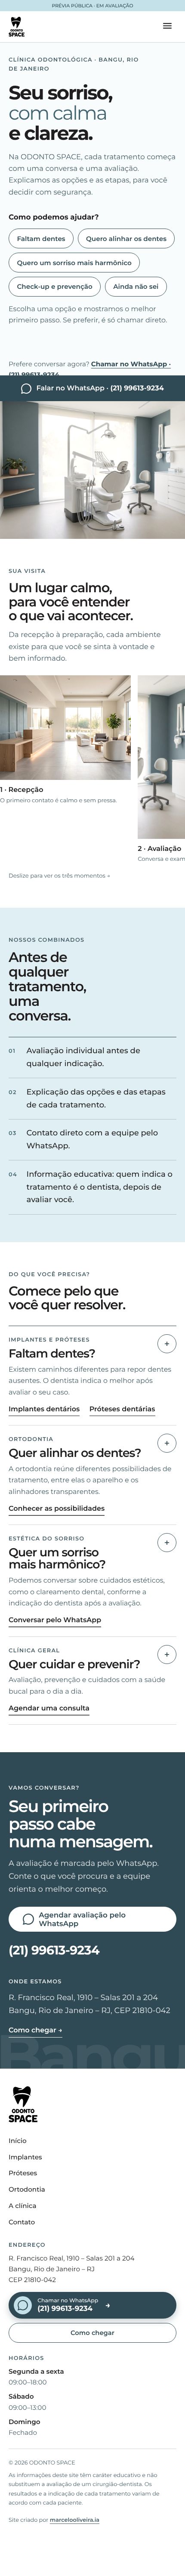 PRÉVIA PÚBLICA · EM AVALIAÇÃO
ODONTO
SPACE
CLÍNICA ODONTOLÓGICA · BANGU, RIO
DE JANEIRO
Seu sorriso,
com calma
e clareza.
Na ODONTO SPACE, cada tratamento começa
com uma conversa e uma avaliação.
Explicamos as opções e as etapas, para você
decidir com segurança.
Como podemos ajudar?
Faltam dentes
Quero alinhar os dentes
Quero um sorriso mais harmônico
Check-up e prevenção
Ainda não sei
Escolha uma opção e mostramos o melhor
primeiro passo. Se preferir, é só chamar direto.
Prefere conversar agora? Chamar no WhatsApp ·
(21) 99613-9234
Falar no WhatsApp · (21) 99613-9234
SUA VISITA
Um lugar calmo,
para você entender
o que vai acontecer.
Da recepção à preparação, cada ambiente
existe para que você se sinta à vontade e
bem informado.
1 · Recepção
O primeiro contato é calmo e sem pressa.
2 · Avaliação
Conversa e exam
Deslize para ver os três momentos →
NOSSOS COMBINADOS
Antes de
qualquer
tratamento,
uma
conversa.
01 Avaliação individual antes de
qualquer indicação.
02 Explicação das opções e das etapas
de cada tratamento.
03 Contato direto com a equipe pelo
WhatsApp.
04 Informação educativa: quem indica o
tratamento é o dentista, depois de
avaliar você.
DO QUE VOCÊ PRECISA?
Comece pelo que
você quer resolver.
IMPLANTES E PRÓTESES
+
Faltam dentes?
Existem caminhos diferentes para repor dentes
ausentes. O dentista indica o melhor após
avaliar o seu caso.
Implantes dentários
Próteses dentárias
ORTODONTIA
+
Quer alinhar os dentes?
A ortodontia reúne diferentes possibilidades de
tratamento, entre elas o aparelho e os
alinhadores transparentes.
Conhecer as possibilidades
ESTÉTICA DO SORRISO
+
Quer um sorriso
mais harmônico?
Podemos conversar sobre cuidados estéticos,
como o clareamento dental, conforme a
indicação do dentista após a avaliação.
Conversar pelo WhatsApp
CLÍNICA GERAL
+
Quer cuidar e prevenir?
Avaliação, prevenção e cuidados com a saúde
bucal para o dia a dia.
Agendar uma consulta
VAMOS CONVERSAR?
Seu primeiro
passo cabe
numa mensagem.
A avaliação é marcada pelo WhatsApp.
Conte o que você procura e a equipe
orienta o melhor começo.
Agendar avaliação pelo
WhatsApp
(21) 99613-9234
ONDE ESTAMOS
R. Francisco Real, 1910 – Salas 201 a 204
Bangu, Rio de Janeiro – RJ, CEP 21810-042
Como chegar →
Bangu
ODONTO
SPACE
Início
Implantes
Próteses
Ortodontia
A clínica
Contato
ENDEREÇO
R. Francisco Real, 1910 – Salas 201 a 204
Bangu, Rio de Janeiro – RJ
CEP 21810-042
Chamar no WhatsApp
(21) 99613-9234 →
Como chegar
HORÁRIOS
Segunda a sexta
09:00–18:00
Sábado
09:00–13:00
Domingo
Fechado
© 2026 ODONTO SPACE
As informações deste site têm caráter educativo e não
substituem a avaliação de um cirurgião-dentista. Os
resultados e a indicação de cada tratamento variam de
acordo com cada paciente.
Site criado por marcelooliveira.ia